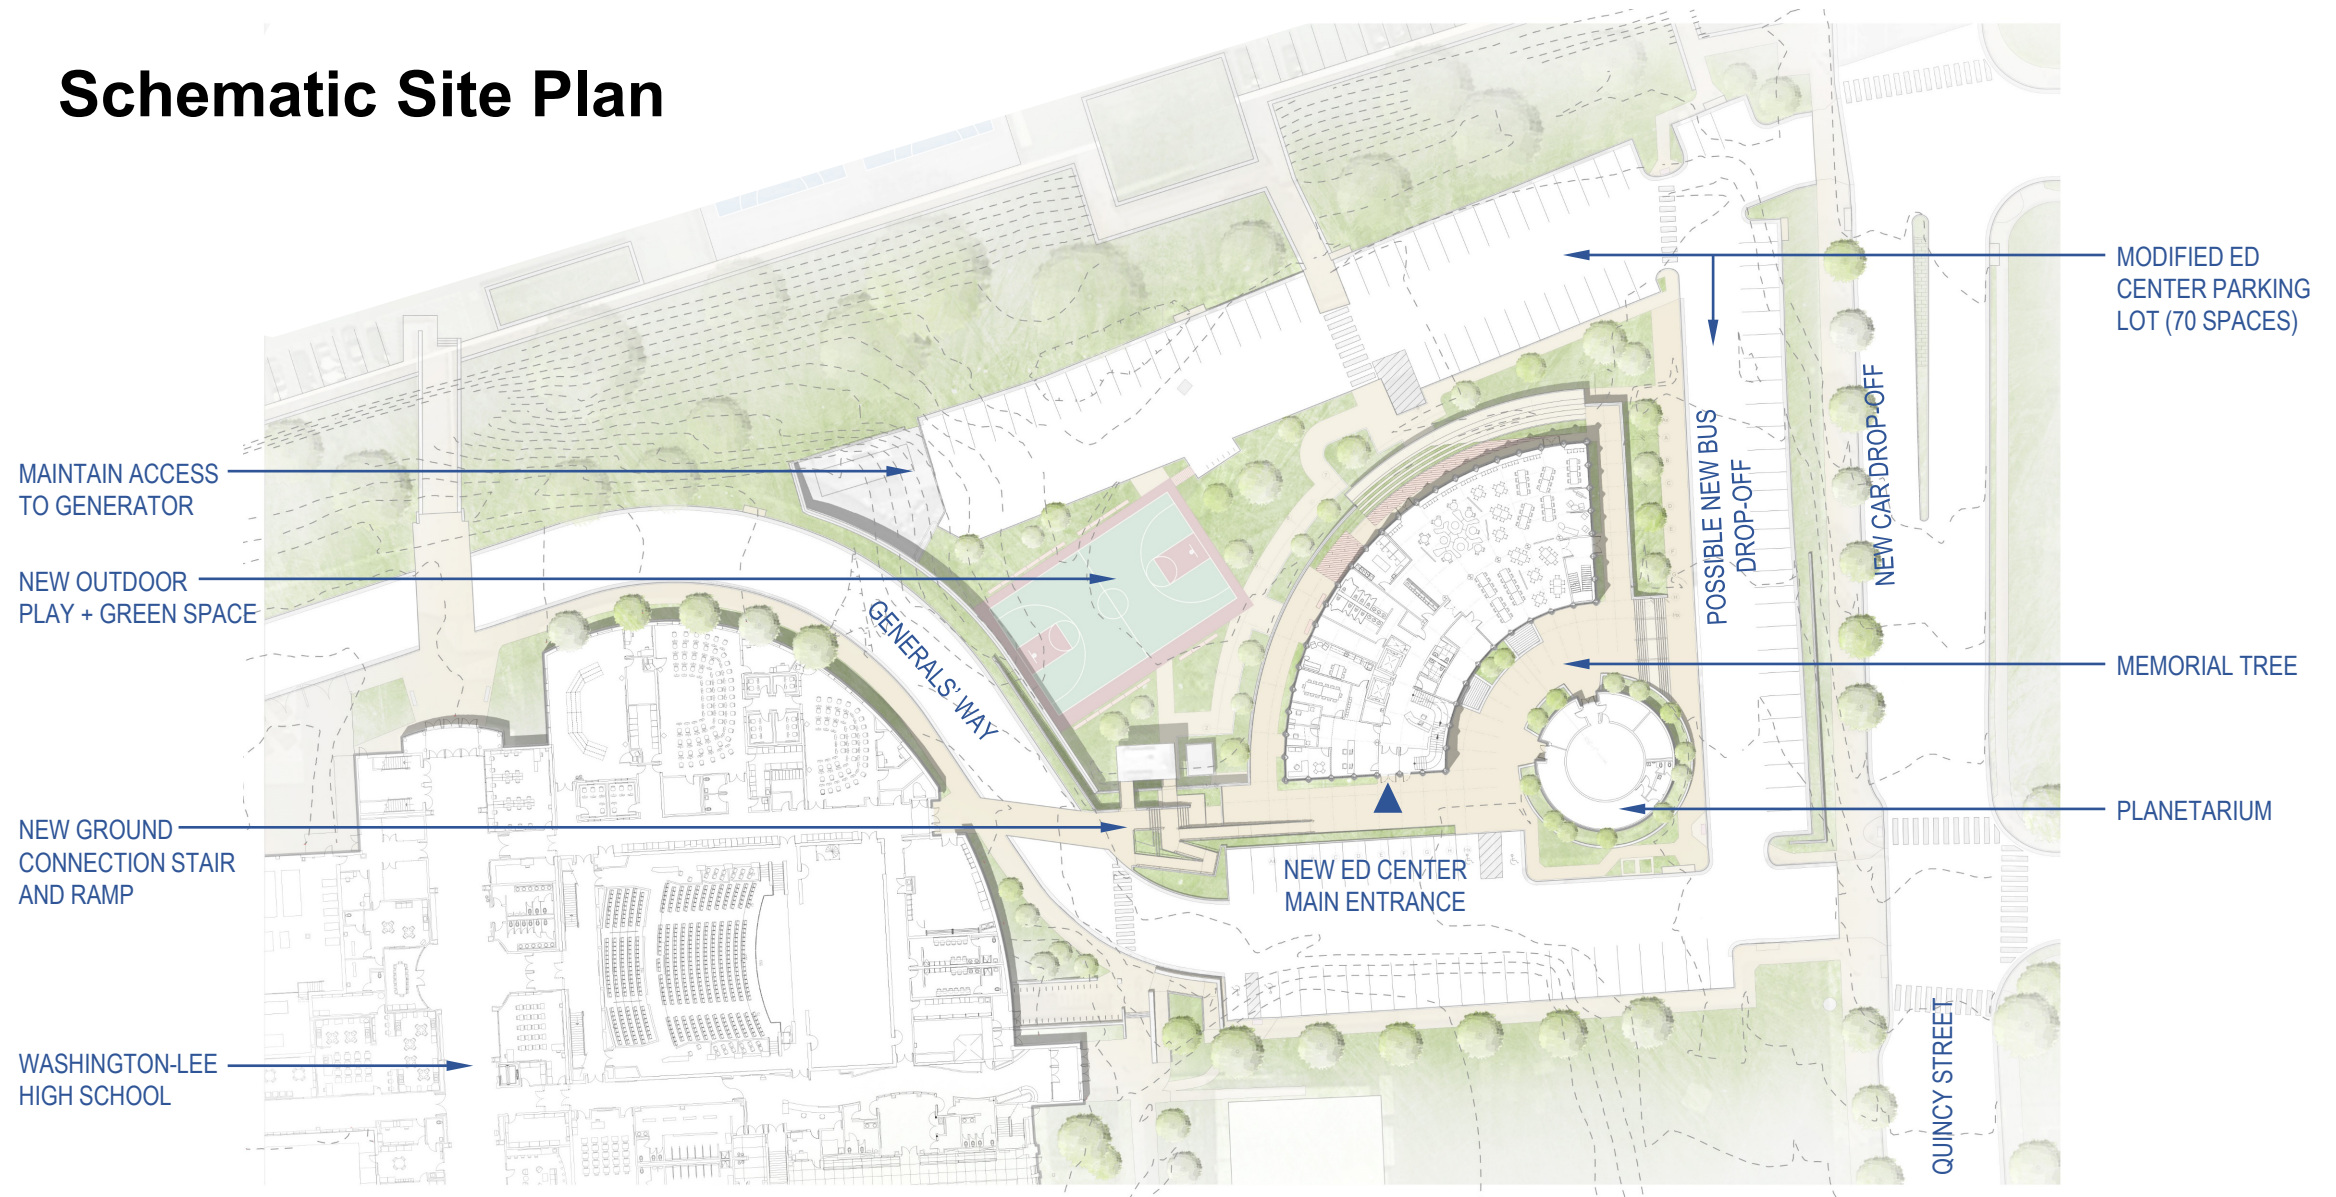 Schematic Site Plan
MODIFIED ED
CENTER PARKING
LOT (70 SPACES)
MAINTAIN ACCESS
TO GENERATOR
POSSIBLE NEW BUS
DROP-OFF
NEW CAR DROP-OFF
NEW OUTDOOR
PLAY + GREEN SPACE
GENERALS' WAY
MEMORIAL TREE
PLANETARIUM
NEW GROUND
CONNECTION STAIR
AND RAMP
NEW ED CENTER
MAIN ENTRANCE
WASHINGTON-LEE
HIGH SCHOOL
QUINCY STREET